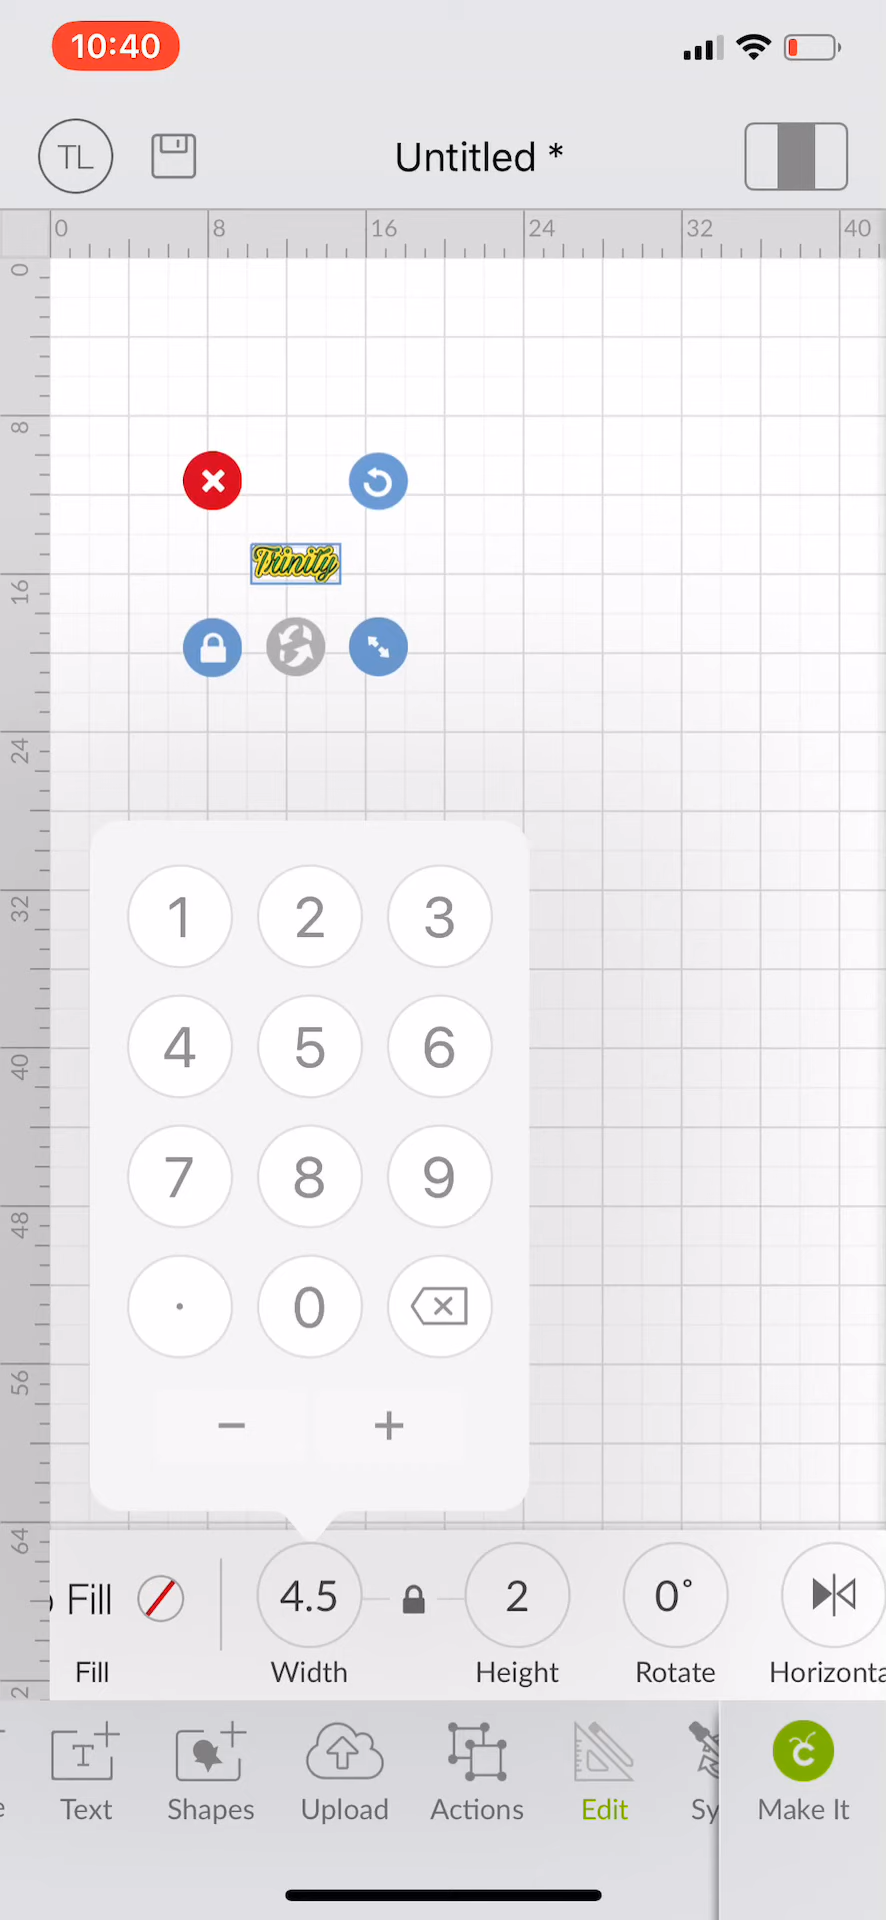 10:40
TL
Untitled *
0 8 16 24 32 40
0
8
Trinity
16
24
32
40
48
56
64
2
1 2 3
4 5 6
7 8 9
. 0
− +
Fill 4.5 2 0°
Fill Width Height Rotate Horizonta
Text Shapes Upload Actions Edit Sy Make It